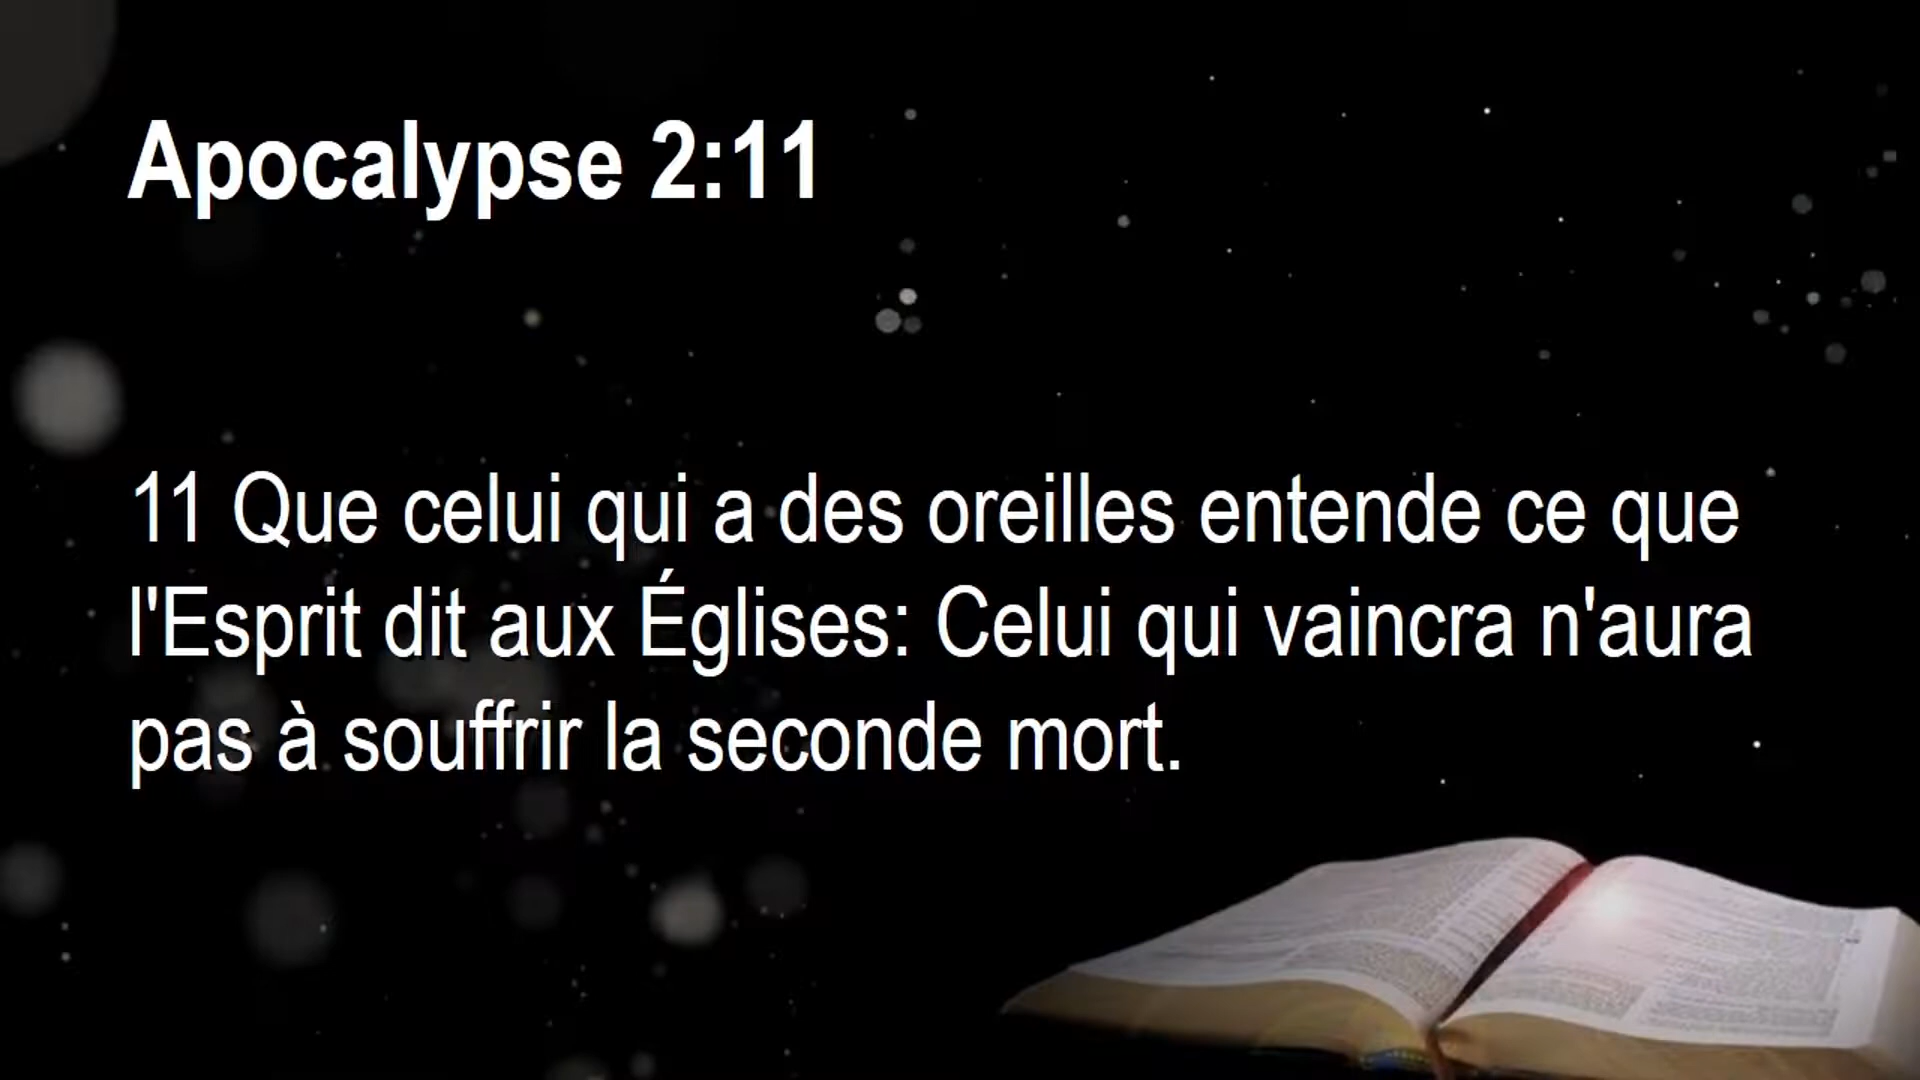 Apocalypse 2:11
11 Que celui qui a des oreilles entende ce que
l'Esprit dit aux Églises: Celui qui vaincra n'aura
pas à souffrir la seconde mort.